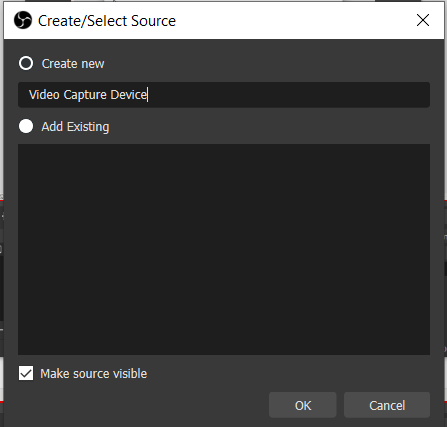 Create/Select Source
Create new
Video Capture Device
Add Existing
Make source visible
OK
Cancel